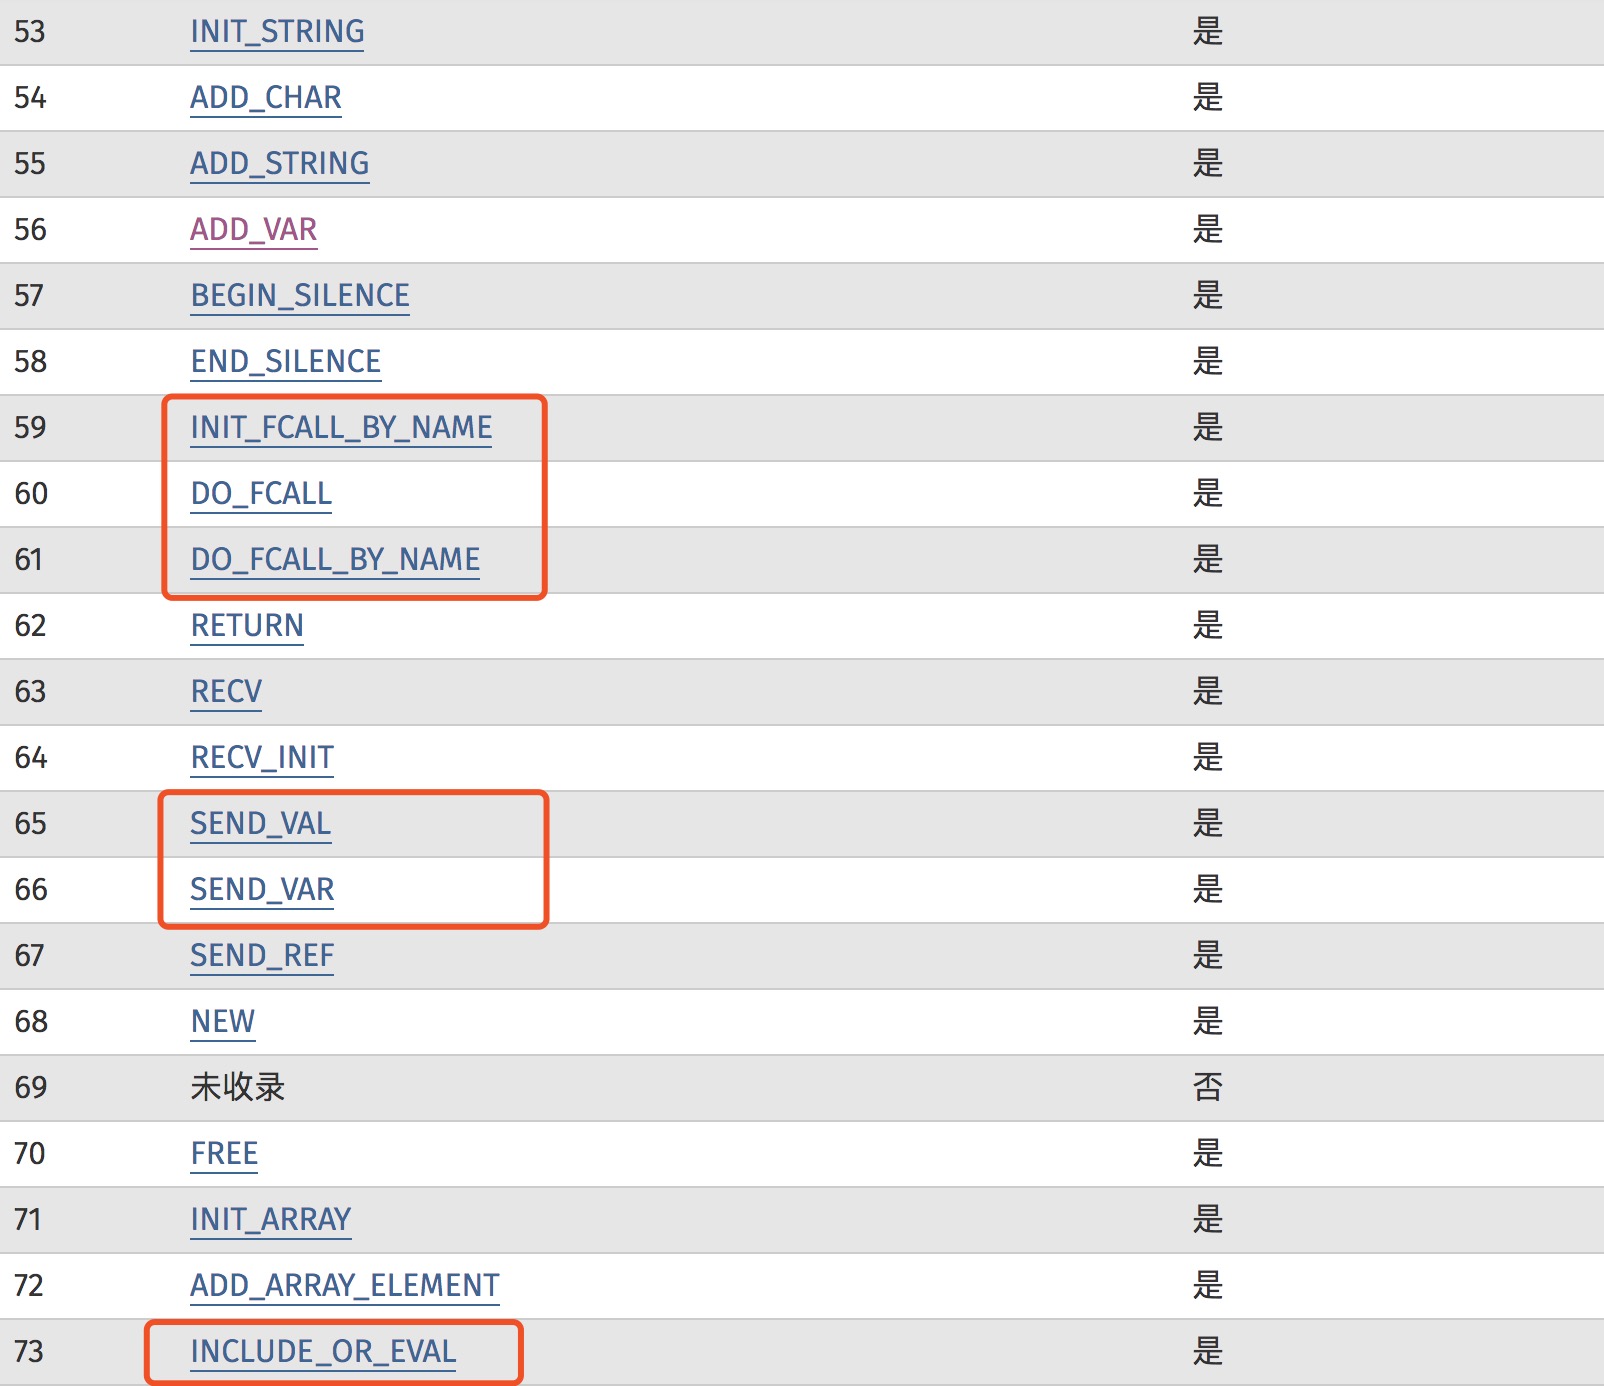 53 INIT_STRING 是
54 ADD_CHAR 是
55 ADD_STRING 是
56 ADD_VAR 是
57 BEGIN_SILENCE 是
58 END_SILENCE 是
59 INIT_FCALL_BY_NAME 是
60 DO_FCALL 是
61 DO_FCALL_BY_NAME 是
62 RETURN 是
63 RECV 是
64 RECV_INIT 是
65 SEND_VAL 是
66 SEND_VAR 是
67 SEND_REF 是
68 NEW 是
69 未收录 否
70 FREE 是
71 INIT_ARRAY 是
72 ADD_ARRAY_ELEMENT 是
73 INCLUDE_OR_EVAL 是